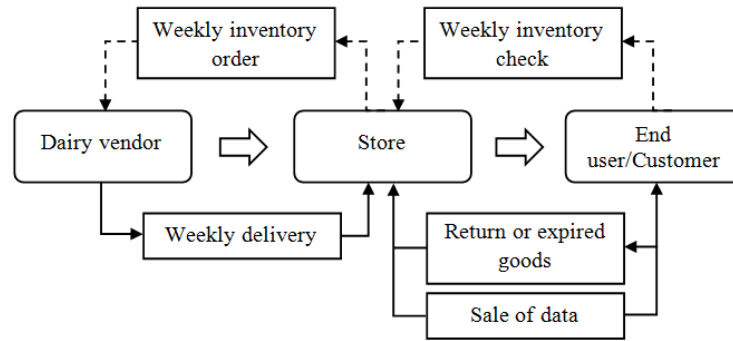 Weekly inventory
order
Weekly inventory
check
Dairy vendor
Store
End
user/Customer
Weekly delivery
Return or expired
goods
Sale of data